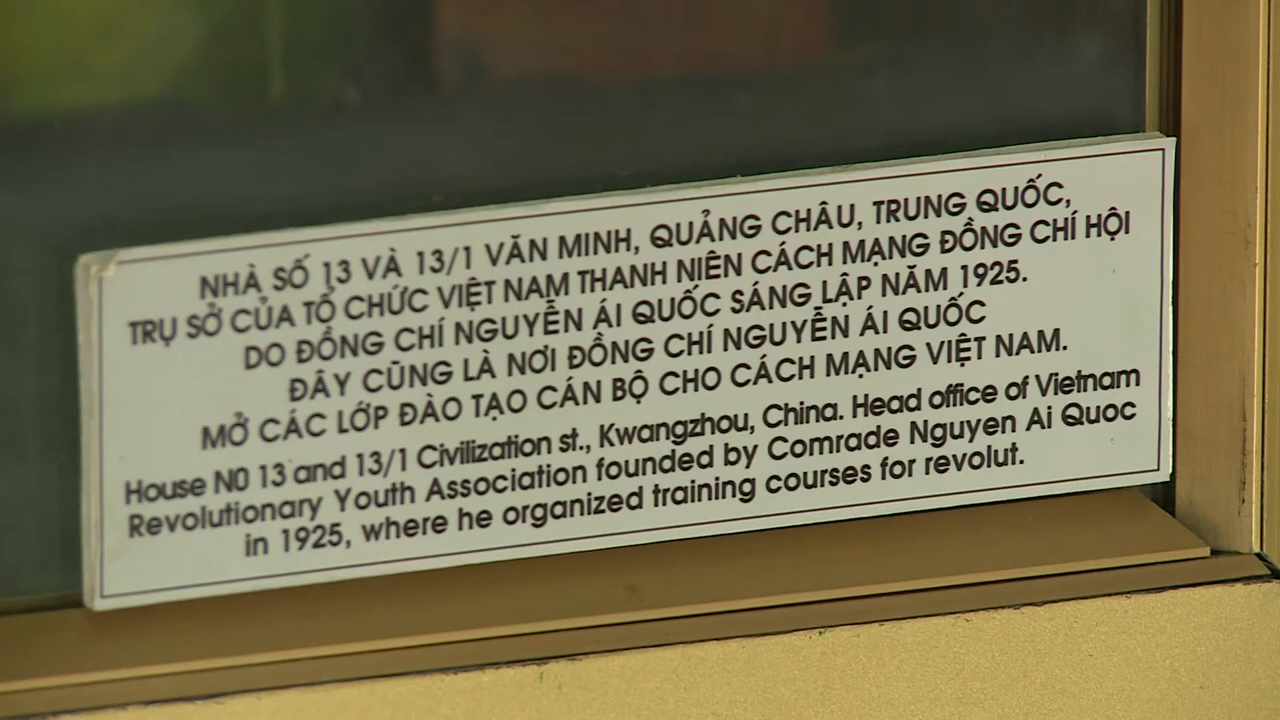 NHÀ SỐ 13 VÀ 13/1 VĂN MINH, QUẢNG CHÂU, TRUNG QUỐC,
TRỤ SỞ CỦA TỔ CHỨC VIỆT NAM THANH NIÊN CÁCH MẠNG ĐỒNG CHÍ HỘI
DO ĐỒNG CHÍ NGUYỄN ÁI QUỐC SÁNG LẬP NĂM 1925.
ĐÂY CŨNG LÀ NƠI ĐỒNG CHÍ NGUYỄN ÁI QUỐC
MỞ CÁC LỚP ĐÀO TẠO CÁN BỘ CHO CÁCH MẠNG VIỆT NAM.
House N0 13 and 13/1 Civilization st., Kwangzhou, China. Head office of Vietnam
Revolutionary Youth Association founded by Comrade Nguyen Ai Quoc
in 1925, where he organized training courses for revolut.